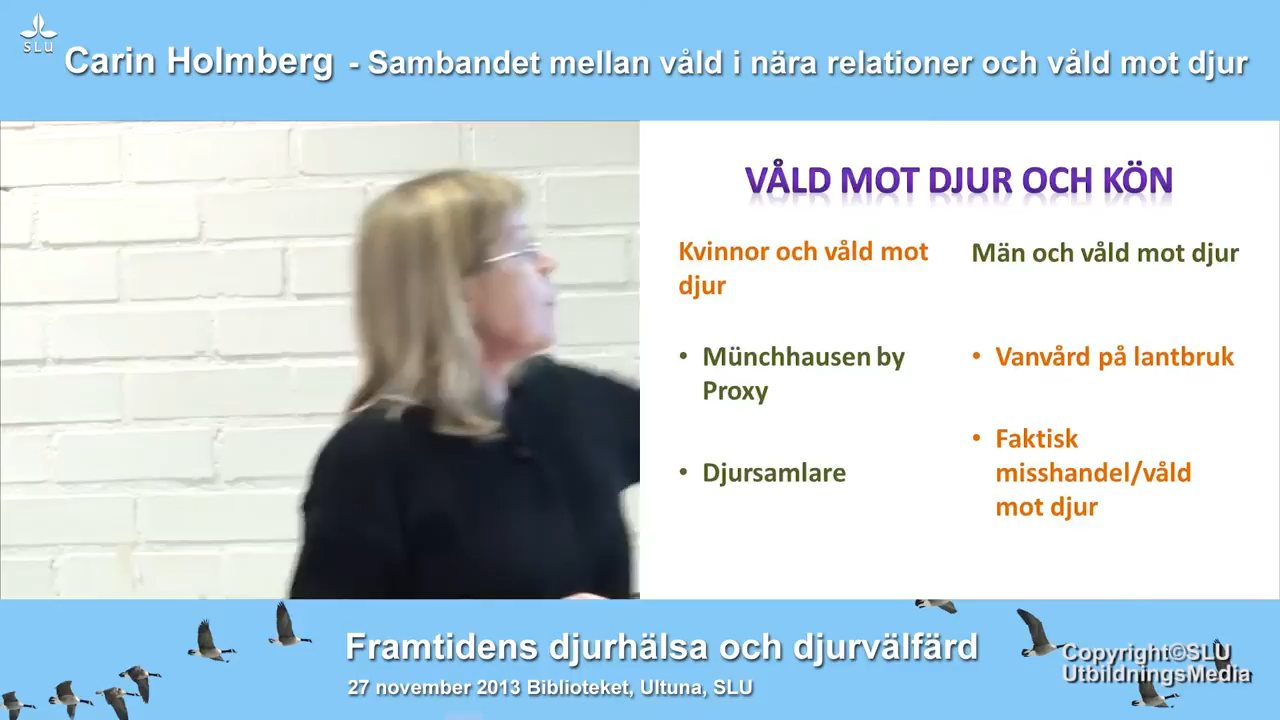 SLU
Carin Holmberg - Sambandet mellan våld i nära relationer och våld mot djur
VÅLD MOT DJUR OCH KÖN
Kvinnor och våld mot
djur
• Münchhausen by
Proxy
• Djursamlare
Män och våld mot djur
• Vanvård på lantbruk
• Faktisk
misshandel/våld
mot djur
Framtidens djurhälsa och djurvälfärd
27 november 2013 Biblioteket, Ultuna, SLU
Copyright©SLU
UtbildningsMedia